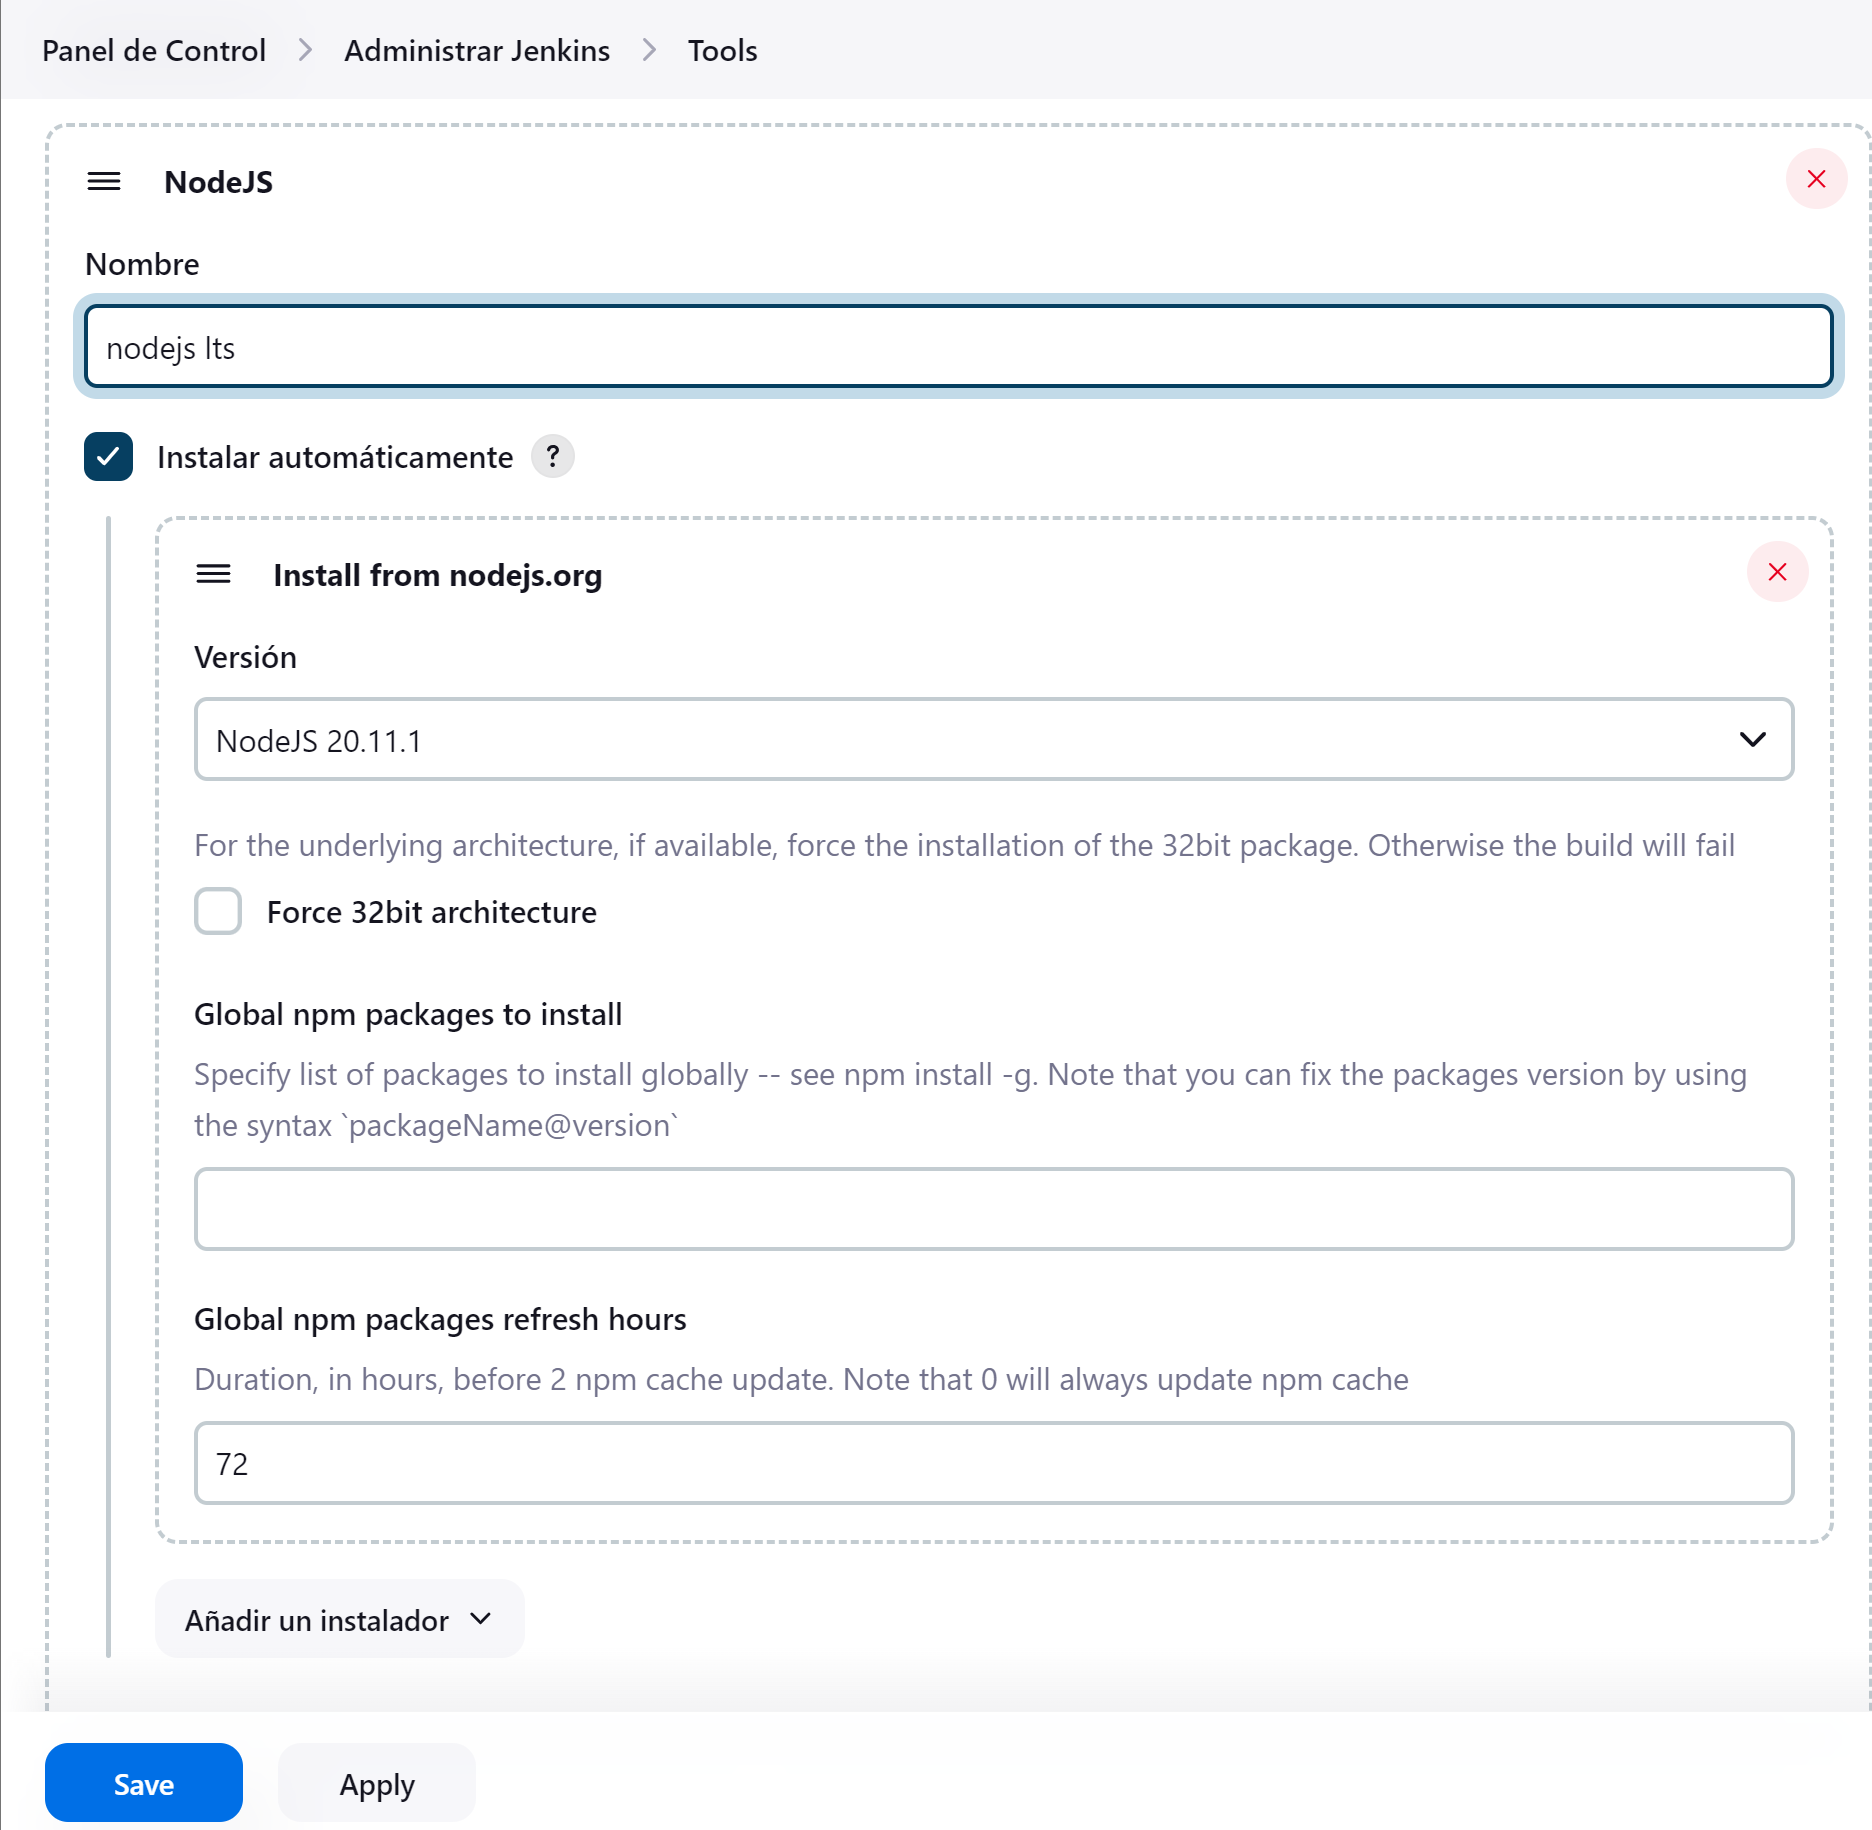 Panel de Control > Administrar Jenkins > Tools
NodeJS
Nombre
nodejs lts
Instalar automáticamente ?
Install from nodejs.org
Versión
NodeJS 20.11.1
For the underlying architecture, if available, force the installation of the 32bit package. Otherwise the build will fail
Force 32bit architecture
Global npm packages to install
Specify list of packages to install globally -- see npm install -g. Note that you can fix the packages version by using
the syntax `packageName@version`
Global npm packages refresh hours
Duration, in hours, before 2 npm cache update. Note that 0 will always update npm cache
72
Añadir un instalador
Save Apply